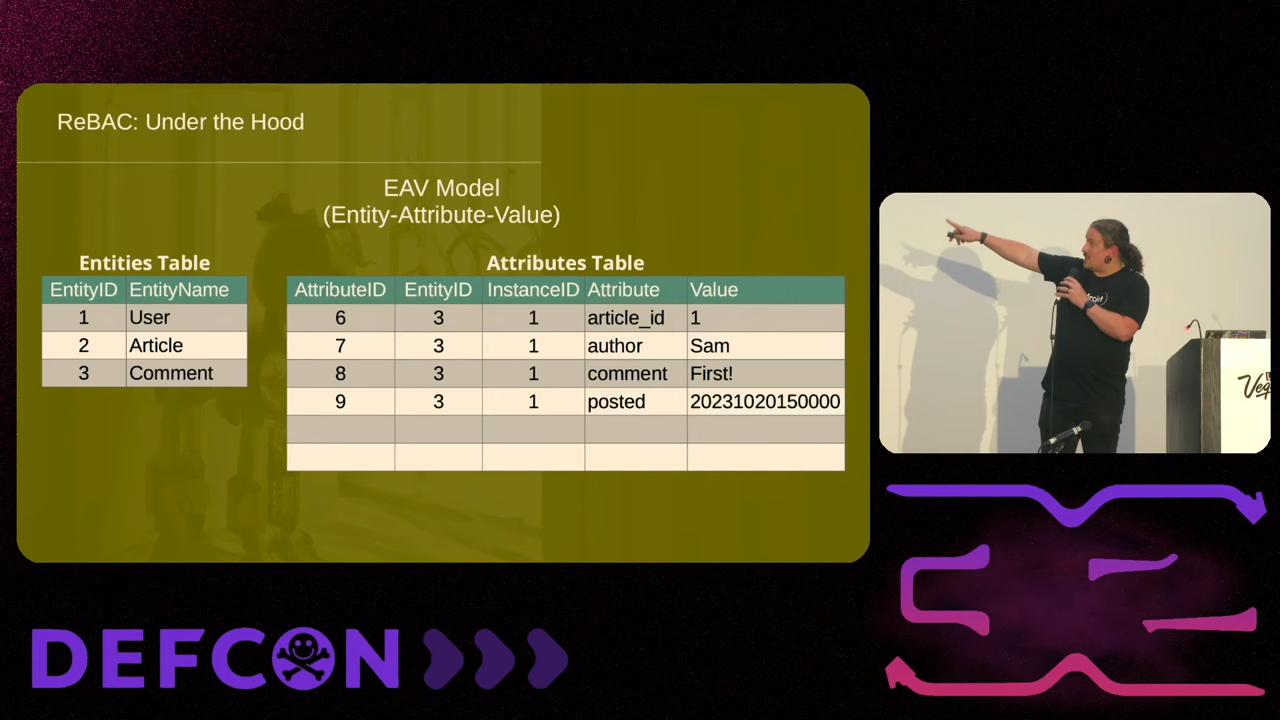 ReBAC: Under the Hood
EAV Model
(Entity-Attribute-Value)
Entities Table
EntityID EntityName
1 User
2 Article
3 Comment
Attributes Table
AttributeID EntityID InstanceID Attribute Value
6 3 1 article_id 1
7 3 1 author Sam
8 3 1 comment First!
9 3 1 posted 20231020150000
DEFCON